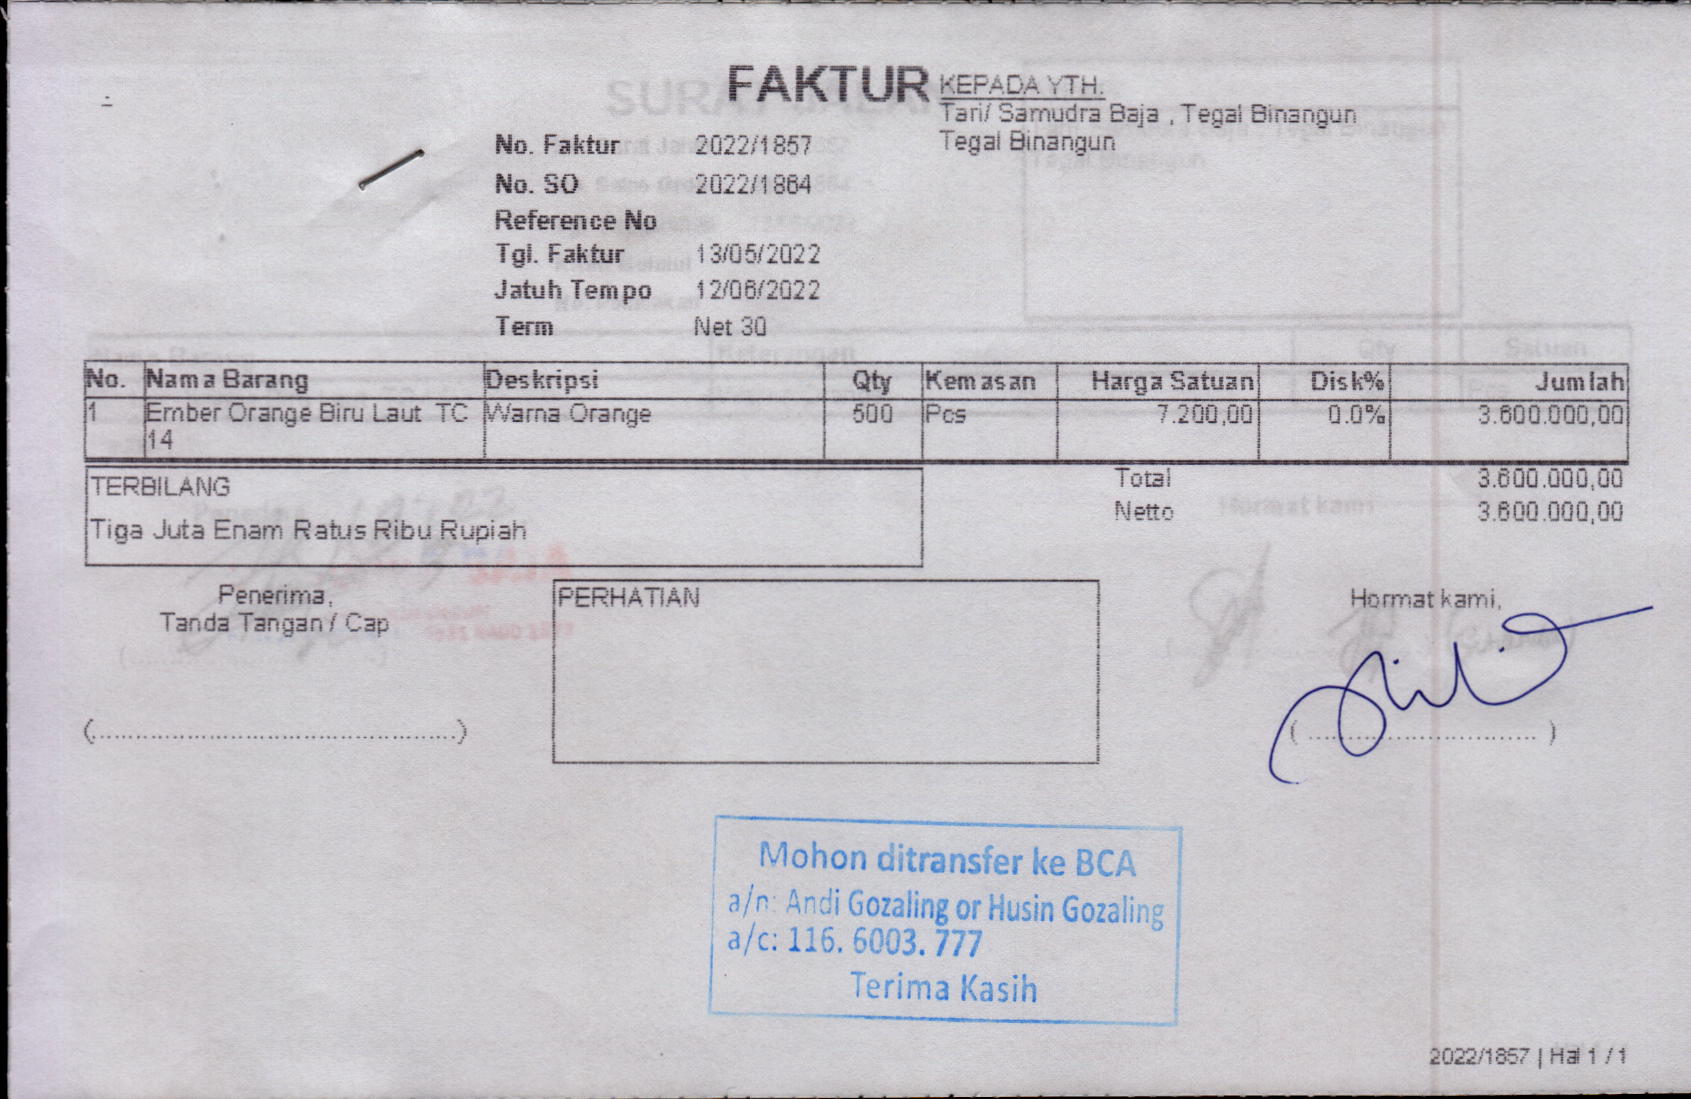 FAKTUR
KEPADA YTH.
Tari/ Samudra Baja , Tegal Binangun
Tegal Binangun
No. Faktur 2022/1857
No. SO 2022/1864
Reference No
Tgl. Faktur 13/05/2022
Jatuh Tempo 12/06/2022
Term Net 30
No. Nama Barang Deskripsi Qty Kemasan Harga Satuan Disk% Jumlah
1 Ember Orange Biru Laut TC Warna Orange 500 Pcs 7.200,00 0.0% 3.600.000,00
14
TERBILANG
Tiga Juta Enam Ratus Ribu Rupiah
Total 3.600.000,00
Netto 3.600.000,00
Penerima,
Tanda Tangan / Cap
(................................................)
PERHATIAN
Hormat kami,
( .............................. )
Mohon ditransfer ke BCA
a/n: Andi Gozaling or Husin Gozaling
a/c: 116. 6003. 777
Terima Kasih
2022/1857 | Hal 1 / 1